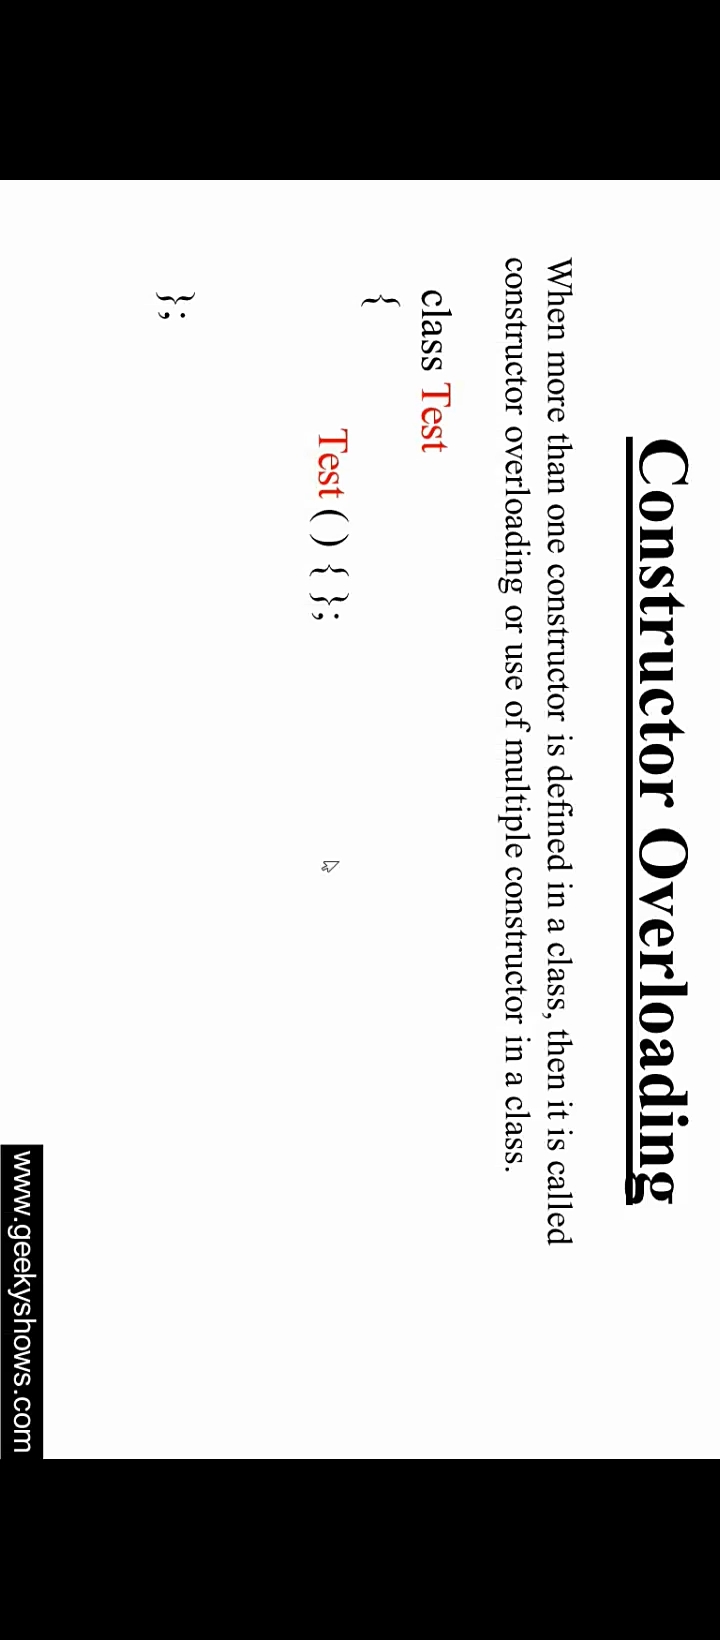 Constructor Overloading
When more than one constructor is defined in a class, then it is called
constructor overloading or use of multiple constructor in a class.
class Test
{
Test ( ) { };
};
www.geekyshows.com